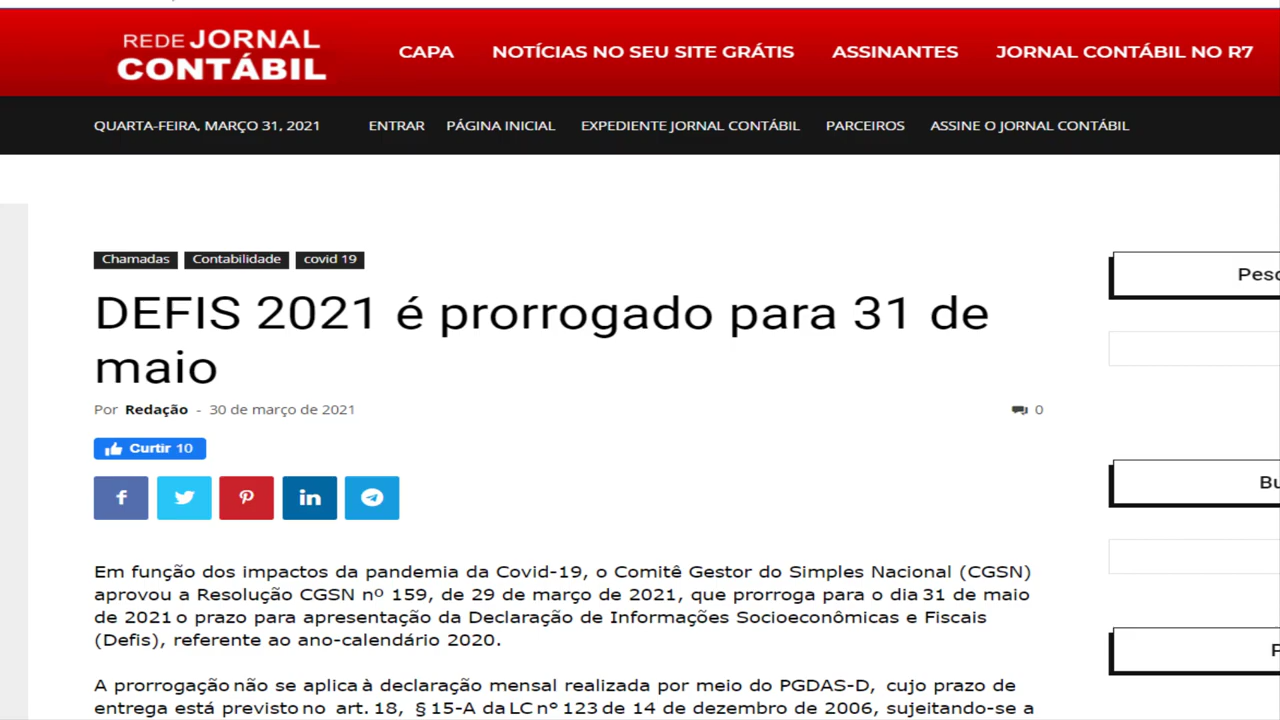 REDE JORNAL
CONTÁBIL
CAPA NOTÍCIAS NO SEU SITE GRÁTIS ASSINANTES JORNAL CONTÁBIL NO R7
QUARTA-FEIRA, MARÇO 31, 2021 ENTRAR PÁGINA INICIAL EXPEDIENTE JORNAL CONTÁBIL PARCEIROS ASSINE O JORNAL CONTÁBIL
Chamadas Contabilidade covid 19
DEFIS 2021 é prorrogado para 31 de
maio
Por Redação - 30 de março de 2021 0
Curtir 10
Em função dos impactos da pandemia da Covid-19, o Comitê Gestor do Simples Nacional (CGSN)
aprovou a Resolução CGSN nº 159, de 29 de março de 2021, que prorroga para o dia 31 de maio
de 2021 o prazo para apresentação da Declaração de Informações Socioeconômicas e Fiscais
(Defis), referente ao ano-calendário 2020.
A prorrogação não se aplica à declaração mensal realizada por meio do PGDAS-D, cujo prazo de
entrega está previsto no art. 18, § 15-A da LC nº 123 de 14 de dezembro de 2006, sujeitando-se a